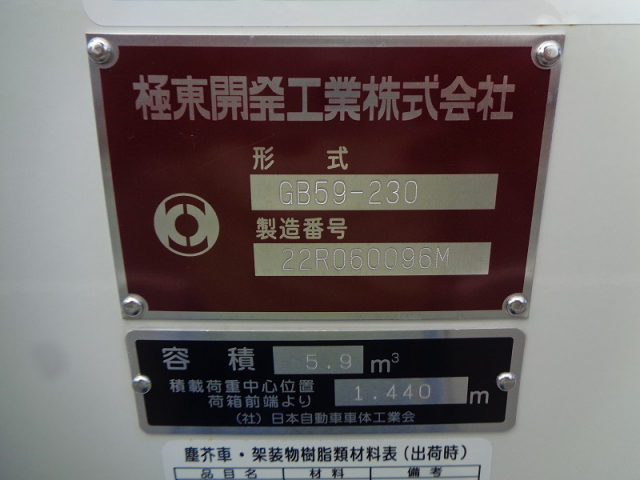 極東開発工業株式会社
形 式
GB59-230
製造番号
22R060096M
容 積 5.9 m³
積載荷重中心位置
荷箱前端より 1.440 m
(社)日本自動車車体工業会
塵芥車・架装物樹脂類材料表(出荷時)
品目名 材料 備考